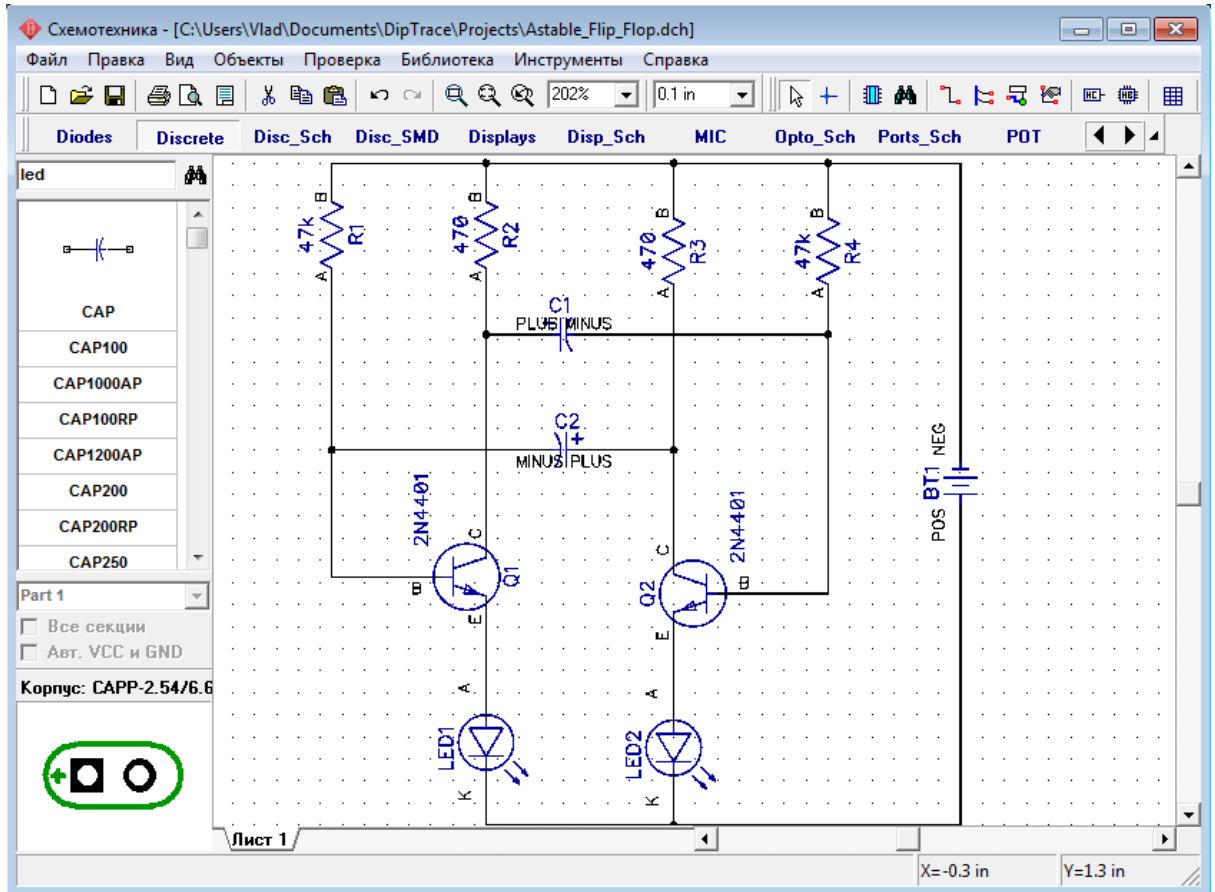 Схемотехника - [C:\Users\Vlad\Documents\DipTrace\Projects\Astable_Flip_Flop.dch]
Файл Правка Вид Объекты Проверка Библиотека Инструменты Справка
202% 0.1 in
Diodes Discrete Disc_Sch Disc_SMD Displays Disp_Sch MIC Opto_Sch Ports_Sch POT
led
CAP
CAP100
CAP1000AP
CAP100RP
CAP1200AP
CAP200
CAP200RP
CAP250
Part 1
Все секции
Авт. VCC и GND
Корпус: CAPP-2.54/6.6
B B B B
47k R1 470 R2 470 R3 47k R4
A A A A
C1
PLUS MINUS
C2
+
MINUS PLUS
NEG
BT1
POS
2N4401 2N4401
C C
B Q1 Q2 B
E E
A A
LED1 LED2
K K
+
Лист 1
X=-0.3 in Y=1.3 in